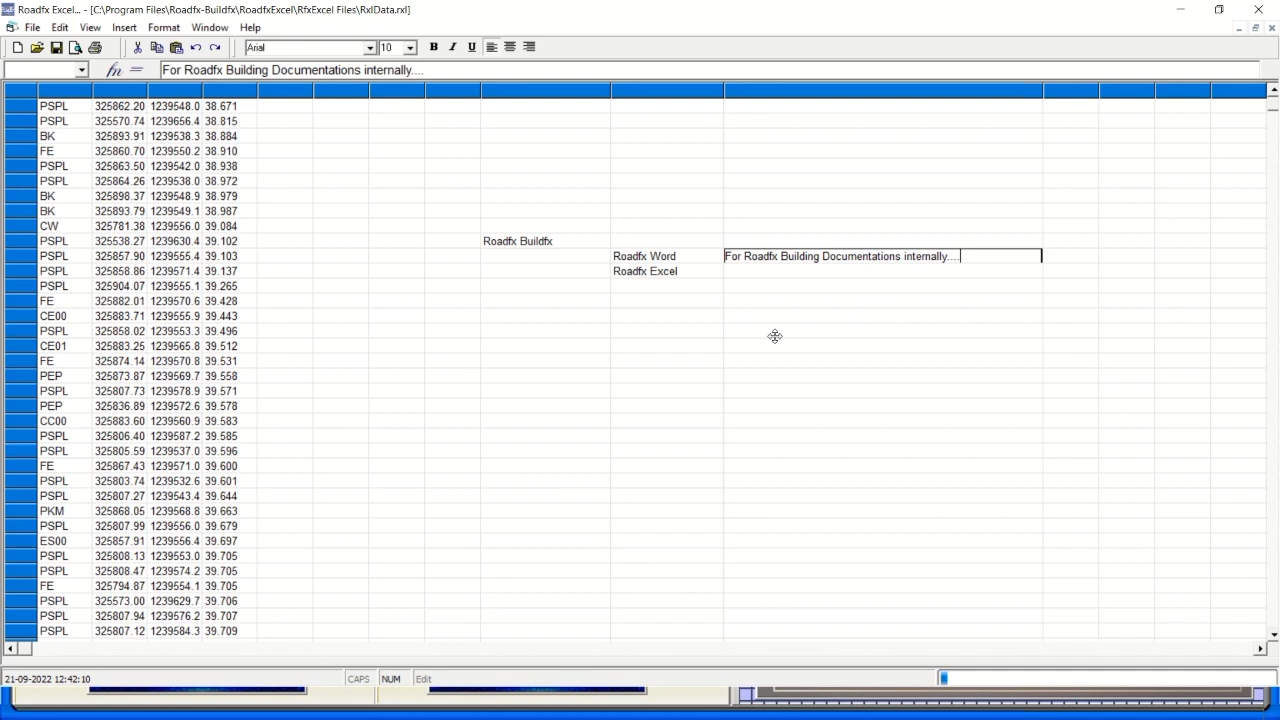 Roadfx Excel... - [C:\Program Files\Roadfx-Buildfx\RoadfxExcel\RfxExcel Files\RxlData.rxl]
File Edit View Insert Format Window Help
Arial 10 B I U
fn = For Roadfx Building Documentations internally....
PSPL 325862.20 1239548.0 38.671
PSPL 325570.74 1239656.4 38.815
BK 325893.91 1239538.3 38.884
FE 325860.70 1239550.2 38.910
PSPL 325863.50 1239542.0 38.938
PSPL 325864.26 1239538.0 38.972
BK 325898.37 1239548.9 38.979
BK 325893.79 1239549.1 38.987
CW 325781.38 1239556.0 39.084
PSPL 325538.27 1239630.4 39.102 Roadfx Buildfx
PSPL 325857.90 1239555.4 39.103 Roadfx Word For Roadfx Building Documentations internally....
PSPL 325858.86 1239571.4 39.137 Roadfx Excel
PSPL 325904.07 1239555.1 39.265
FE 325882.01 1239570.6 39.428
CE00 325883.71 1239555.9 39.443
PSPL 325858.02 1239553.3 39.496
CE01 325883.25 1239565.8 39.512
FE 325874.14 1239570.8 39.531
PEP 325873.87 1239569.7 39.558
PSPL 325807.73 1239578.9 39.571
PEP 325836.89 1239572.6 39.578
CC00 325883.60 1239560.9 39.583
PSPL 325806.40 1239587.2 39.585
PSPL 325805.59 1239537.0 39.596
FE 325867.43 1239571.0 39.600
PSPL 325803.74 1239532.6 39.601
PSPL 325807.27 1239543.4 39.644
PKM 325868.05 1239568.8 39.663
PSPL 325807.99 1239556.0 39.679
ES00 325857.91 1239556.4 39.697
PSPL 325808.13 1239553.0 39.705
PSPL 325808.47 1239574.2 39.705
FE 325794.87 1239554.1 39.705
PSPL 325573.00 1239629.7 39.706
PSPL 325807.94 1239576.2 39.707
PSPL 325807.12 1239584.3 39.709
21-09-2022 12:42:10 CAPS NUM Edit